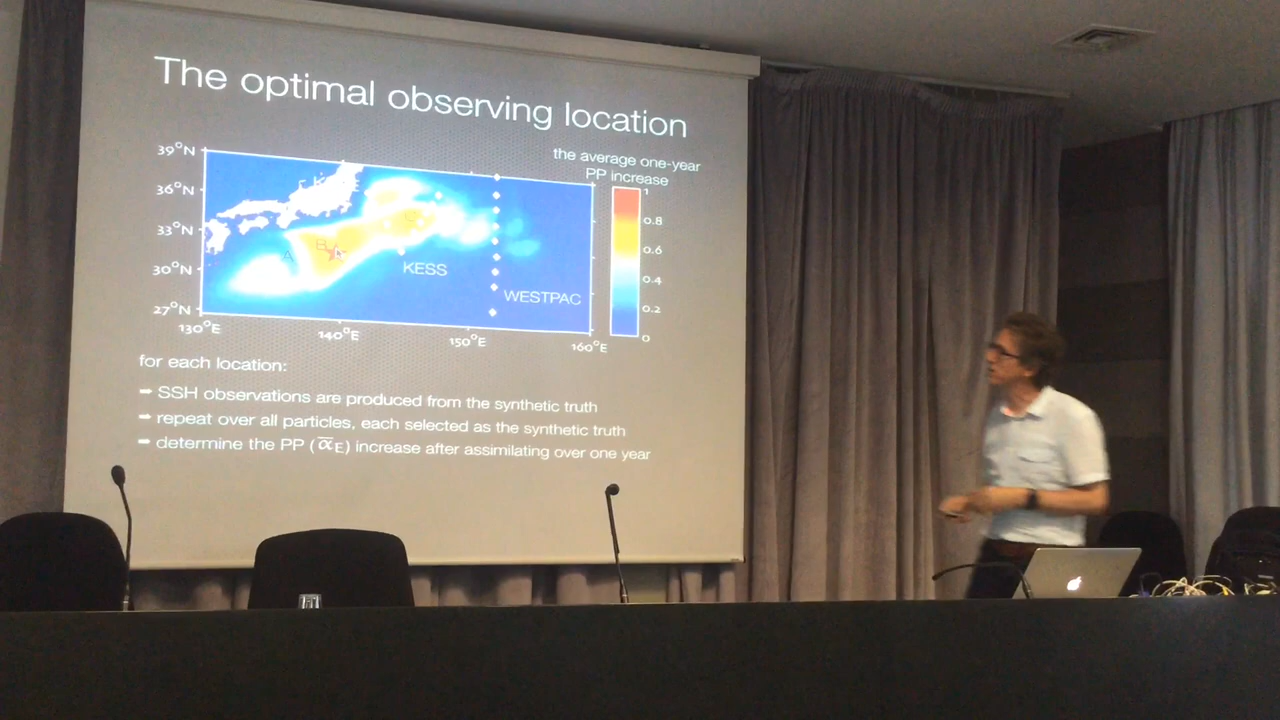 The optimal observing location
the average one-year
PP increase
39°N
36°N
33°N
30°N
27°N
130°E
140°E
150°E
160°E
A
B
C
KESS
WESTPAC
1
0.8
0.6
0.4
0.2
0
for each location:
➡ SSH observations are produced from the synthetic truth
➡ repeat over all particles, each selected as the synthetic truth
➡ determine the PP (α̅E) increase after assimilating over one year